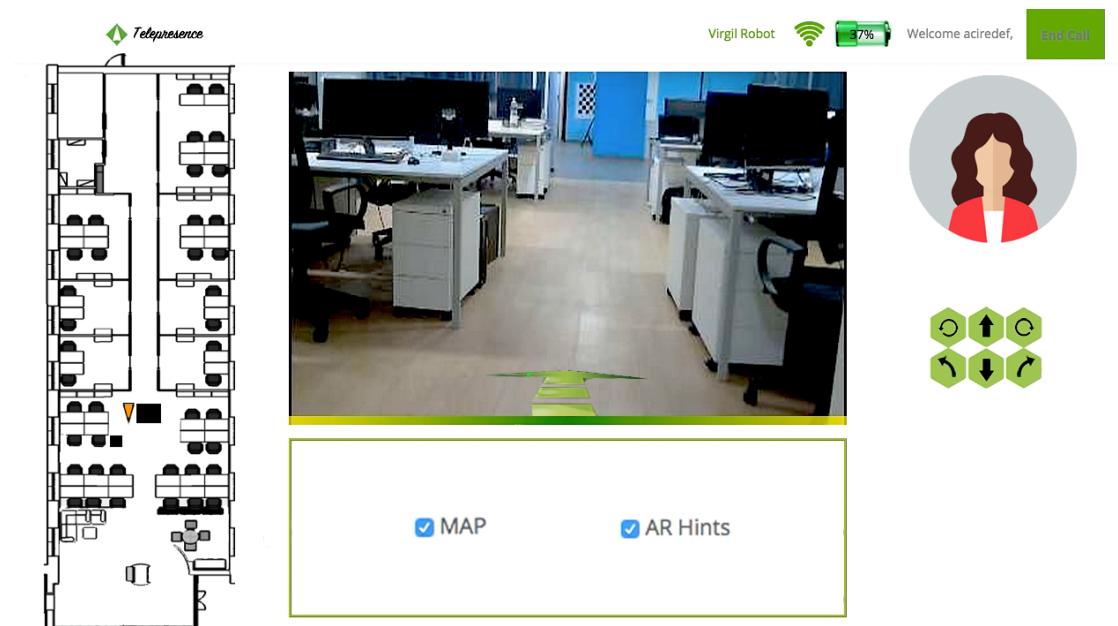 Telepresence
Virgil Robot
37%
Welcome aciredef,
End Call
MAP
AR Hints